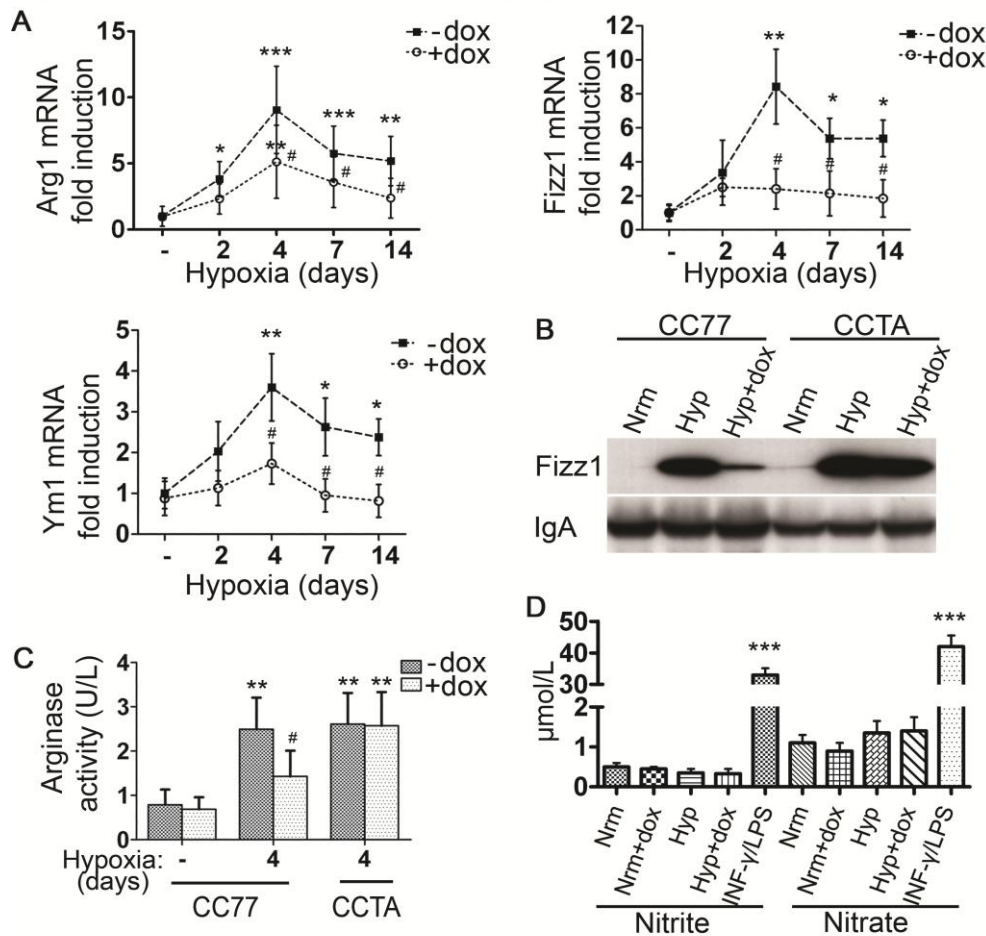 A
Arg1 mRNA
fold induction
15
10
5
0
***
*
**
***
**
#
#
#
-dox
+dox
- 2 4 7 14
Hypoxia (days)
Fizz1 mRNA
fold induction
12
10
8
6
4
2
0
**
*
*
#
#
#
-dox
+dox
- 2 4 7 14
Hypoxia (days)
Ym1 mRNA
fold induction
5
4
3
2
1
0
**
*
*
#
#
#
-dox
+dox
- 2 4 7 14
Hypoxia (days)
B
CC77 CCTA
Nrm Hyp Hyp+dox Nrm Hyp Hyp+dox
Fizz1
IgA
C
Arginase
activity (U/L)
4
3
2
1
0
** # ** **
-dox
+dox
Hypoxia: - 4 4
(days)
CC77 CCTA
D
μmol/L
50
40
30
2
1
0
*** ***
Nrm Nrm+dox Hyp Hyp+dox INF-γ/LPS Nrm Nrm+dox Hyp Hyp+dox INF-γ/LPS
Nitrite Nitrate